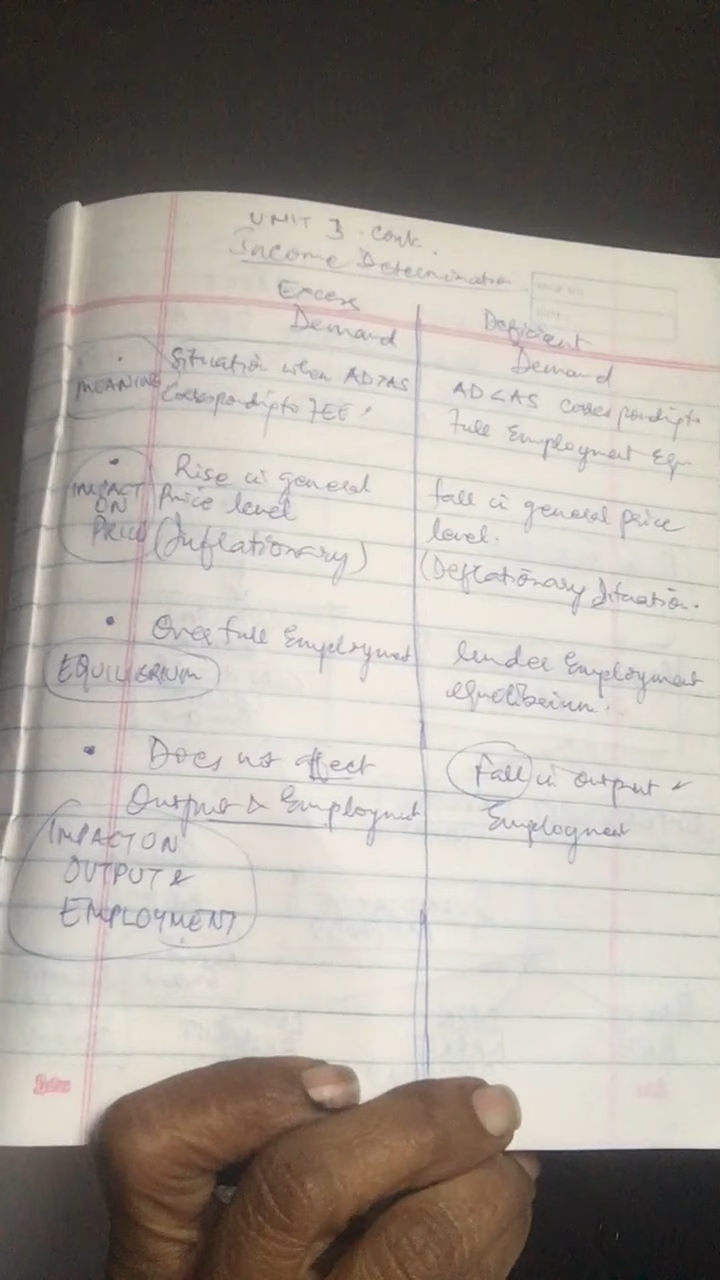 UNIT 3 cont.
Income Determination
Excess
Demand
Deficient
Demand
MEANING
Situation when AD>AS
Correspondig to FEE.
AD<AS correspondig to
Full Employment Eqm
IMPACT
ON
PRICE
Rise in general
Price level
(Inflationary)
fall in general price
level.
(Deflationary Situation.
EQUILIBRIUM
Over full Employment
Under Employment
equilibrium.
Does not affect
Output & Employment
Fall in output &
Employment
IMPACT ON
OUTPUT &
EMPLOYMENT